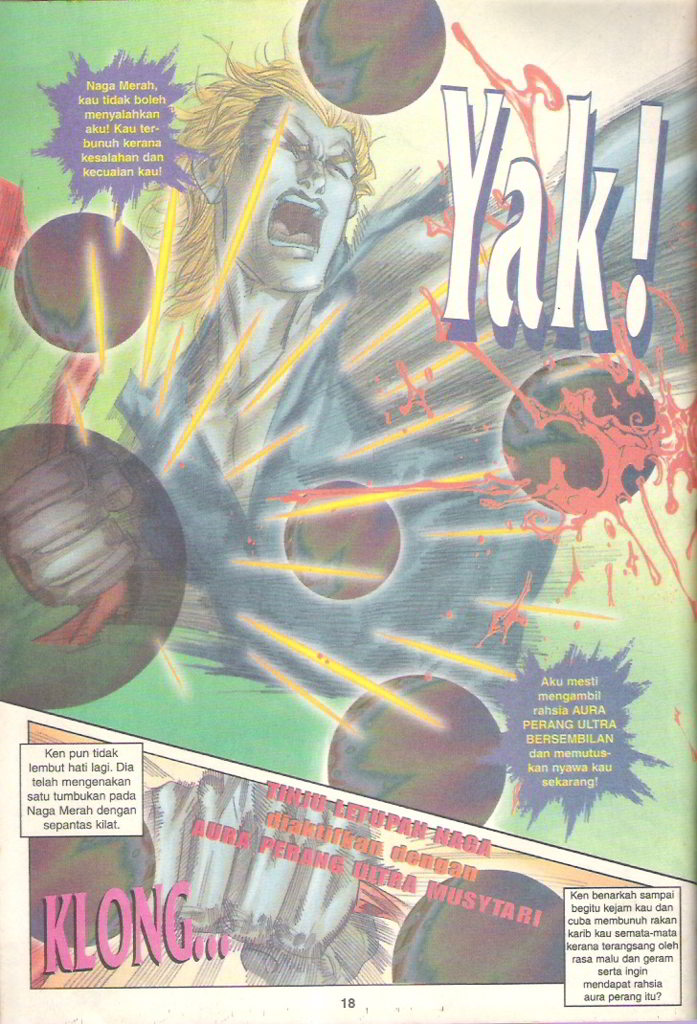 Naga Merah,
kau tidak boleh
menyalahkan
aku! Kau ter-
bunuh kerana
kesalahan dan
kecuaian kau!
Yak!
Aku mesti
mengambil
rahsia AURA
PERANG ULTRA
BERSEMBILAN
dan memutus-
kan nyawa kau
sekarang!
Ken pun tidak
lembut hati lagi. Dia
telah mengenakan
satu tumbukan pada
Naga Merah dengan
sepantas kilat.
TINJU LETUPAN NAGA
diaktifkan dengan
AURA PERANG ULTRA MUSYTARI
KLONG...
Ken benarkah sampai
begitu kejam kau dan
cuba membunuh rakan
karib kau semata-mata
kerana terangsang oleh
rasa malu dan geram
serta ingin
mendapat rahsia
aura perang itu?
18